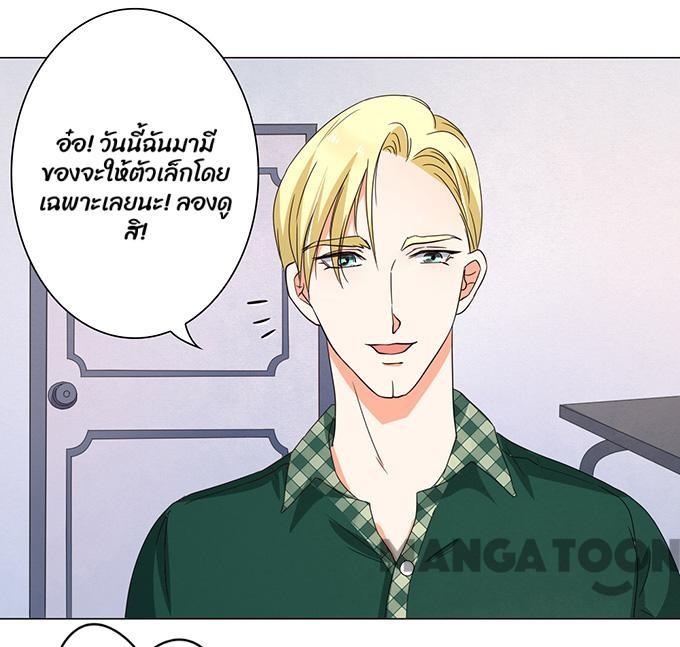 อ๋อ! วันนี้ฉันมามี
ของจะให้ตัวเล็กโดย
เฉพาะเลยนะ! ลองดู
สิ!
MANGATOON